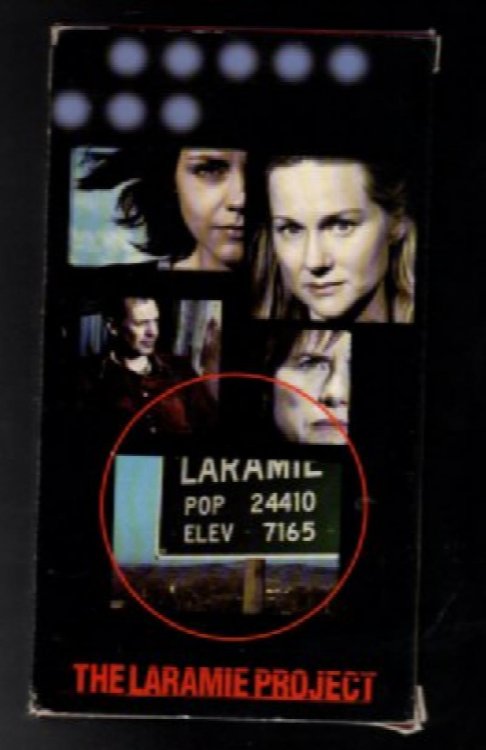 LARAMIE
POP 24410
ELEV 7165
THE LARAMIE PROJECT